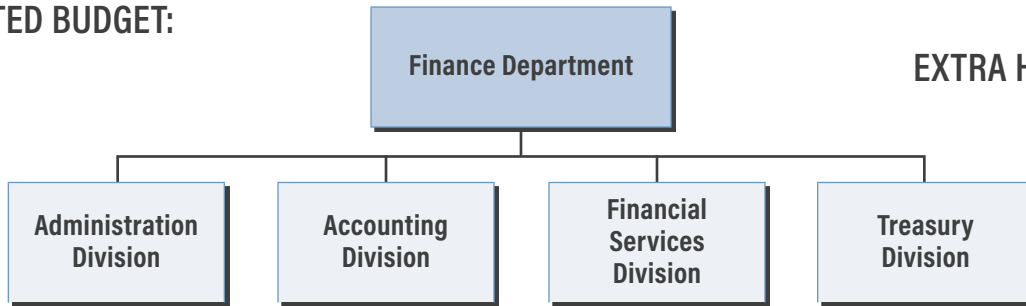 TED BUDGET:
EXTRA H
Finance Department
Administration
Division
Accounting
Division
Financial
Services
Division
Treasury
Division